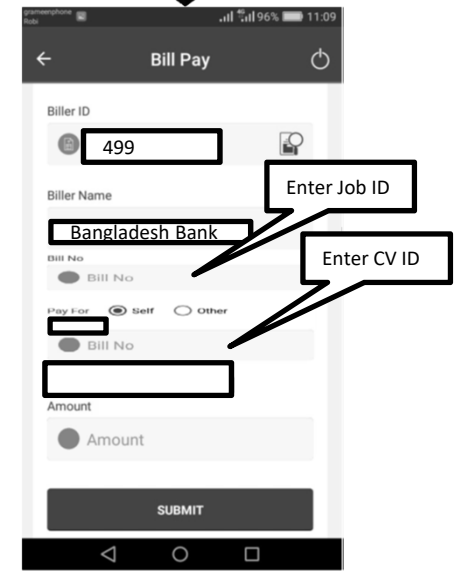 grameenphone
Robi
96% 11:09
Bill Pay
Biller ID
499
Enter Job ID
Biller Name
Bangladesh Bank
Enter CV ID
Bill No
Bill No
Pay For Self Other
Bill No
Amount
Amount
SUBMIT